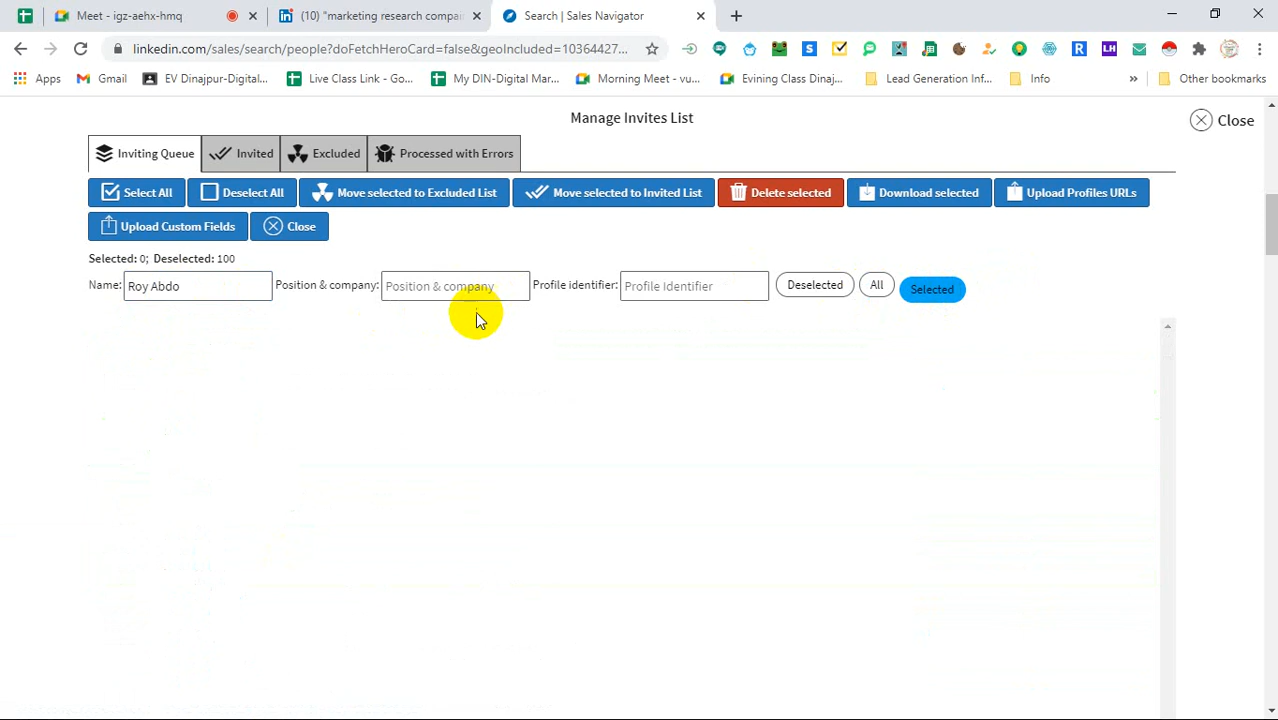 Meet - igz-aehx-hmq
(10) "marketing research compa
Search | Sales Navigator
linkedin.com/sales/search/people?doFetchHeroCard=false&geoIncluded=10364427...
Apps
Gmail
EV Dinajpur-Digital...
Live Class Link - Go...
My DIN-Digital Mar...
Morning Meet - vu...
Evining Class Dinaj...
Lead Generation Inf...
Info
»
Other bookmarks
Manage Invites List
Close
Inviting Queue
Invited
Excluded
Processed with Errors
Select All
Deselect All
Move selected to Excluded List
Move selected to Invited List
Delete selected
Download selected
Upload Profiles URLs
Upload Custom Fields
Close
Selected: 0; Deselected: 100
Name: Roy Abdo Position & company: Position & company Profile identifier: Profile Identifier Deselected All Selected